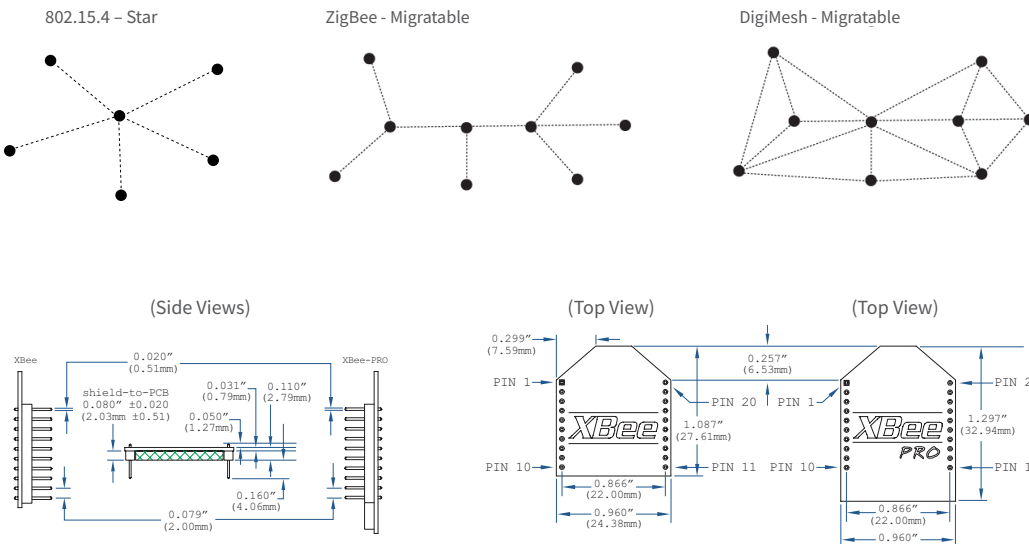 802.15.4 – Star
ZigBee - Migratable
DigiMesh - Migratable
(Side Views)
(Top View)
(Top View)
XBee
0.020″
(0.51mm)
XBee-PRO
shield-to-PCB
0.080″ ±0.020
(2.03mm ±0.51)
0.031″
(0.79mm)
0.110″
(2.79mm)
0.050″
(1.27mm)
0.160″
(4.06mm)
0.079″
(2.00mm)
0.299″
(7.59mm)
0.257″
(6.53mm)
PIN 1
PIN 20
1.087″
(27.61mm)
XBee
PIN 10
PIN 11
0.866″
(22.00mm)
0.960″
(24.38mm)
PIN 1
PIN 2
1.297″
(32.94mm)
XBee
PRO
PIN 10
PIN 1
0.866″
(22.00mm)
0.960″